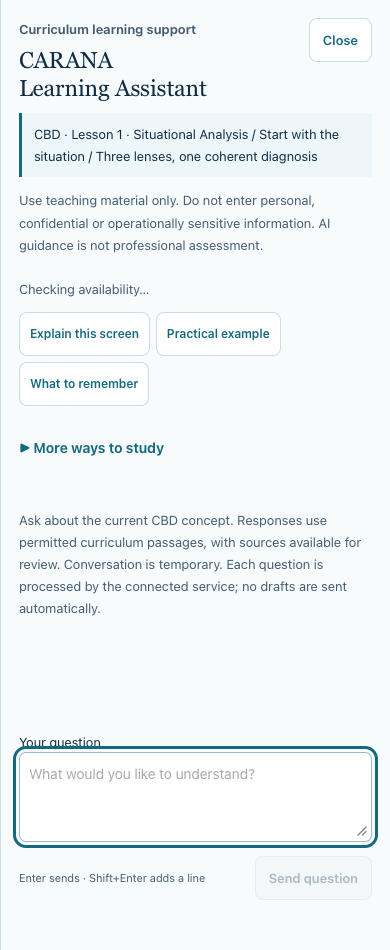 Curriculum learning support
Close
CARANA
Learning Assistant
CBD · Lesson 1 · Situational Analysis / Start with the
situation / Three lenses, one coherent diagnosis
Use teaching material only. Do not enter personal,
confidential or operationally sensitive information. AI
guidance is not professional assessment.
Checking availability…
Explain this screen
Practical example
What to remember
More ways to study
Ask about the current CBD concept. Responses use
permitted curriculum passages, with sources available for
review. Conversation is temporary. Each question is
processed by the connected service; no drafts are sent
automatically.
Your question
What would you like to understand?
Enter sends · Shift+Enter adds a line
Send question